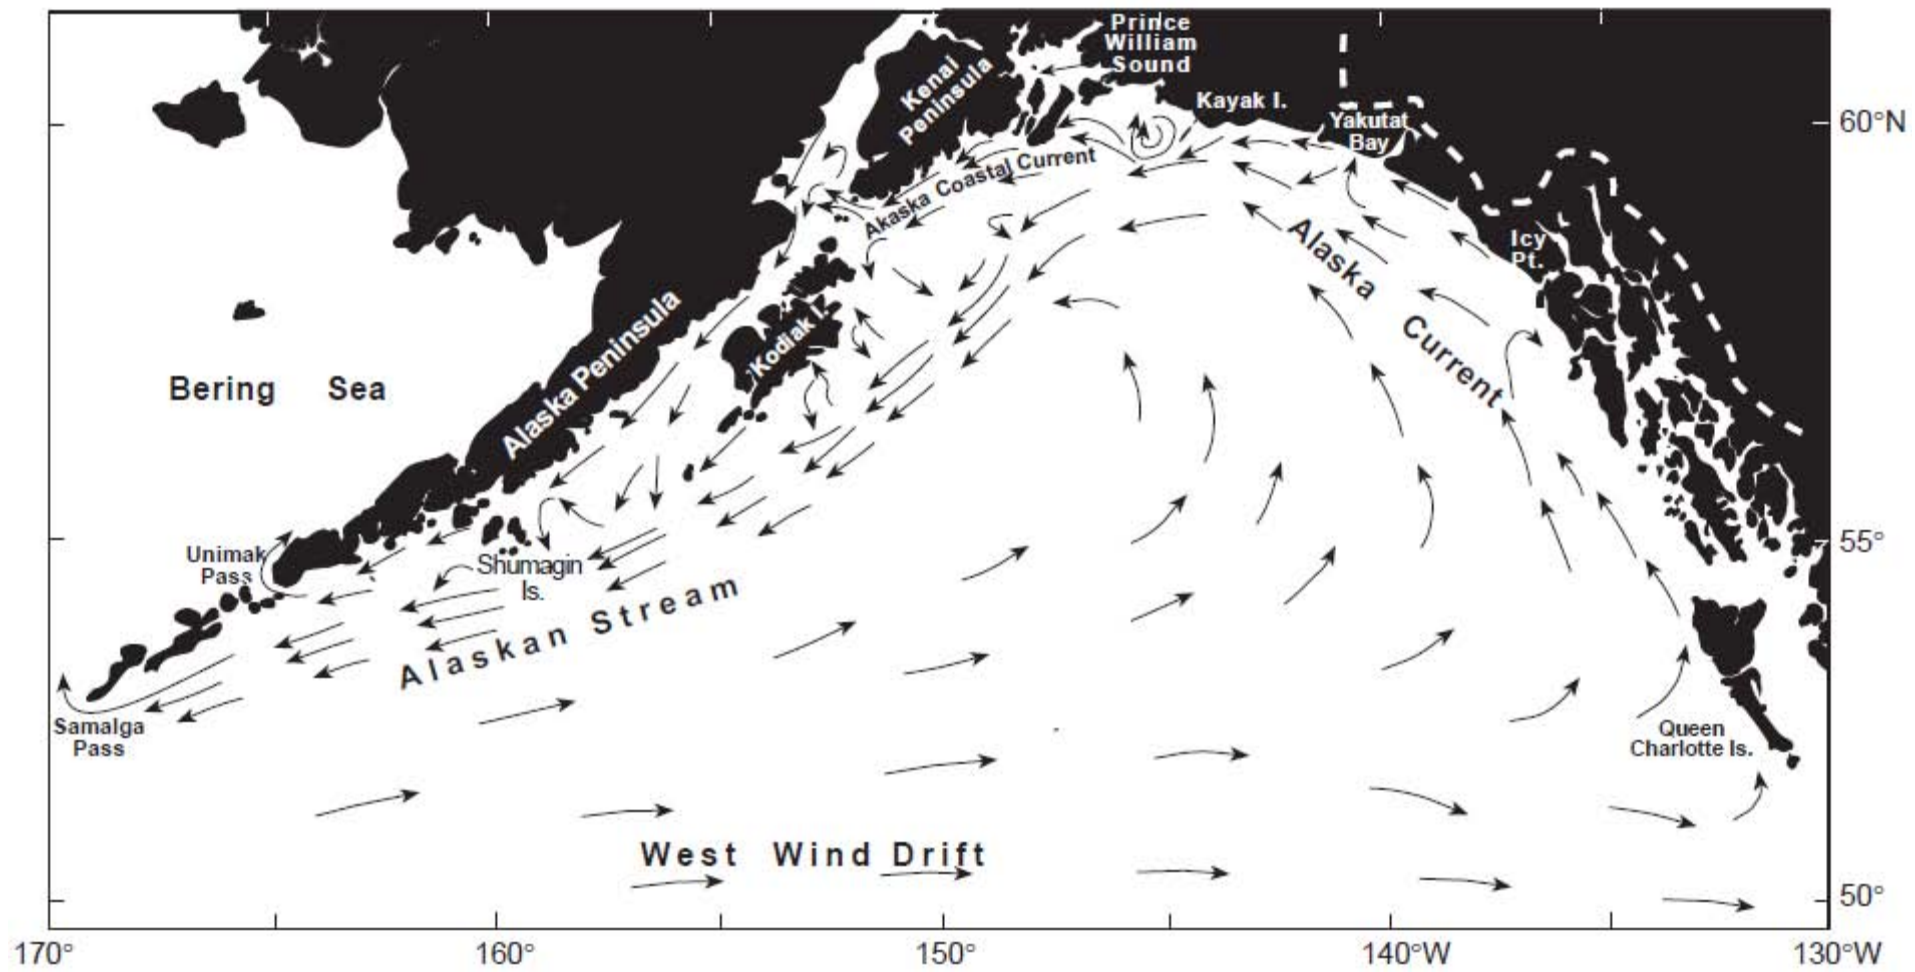 Prince
William
Sound
Kenai
Peninsula
Kayak I.
Yakutat
Bay
60°N
Akaska Coastal Current
Icy
Pt.
Alaska
Current
Kodiak I.
Alaska Peninsula
Bering Sea
Unimak
Pass
Shumagin
Is.
55°
Alaskan Stream
Samalga
Pass
Queen
Charlotte Is.
West Wind Drift
50°
170°
160°
150°
140°W
130°W